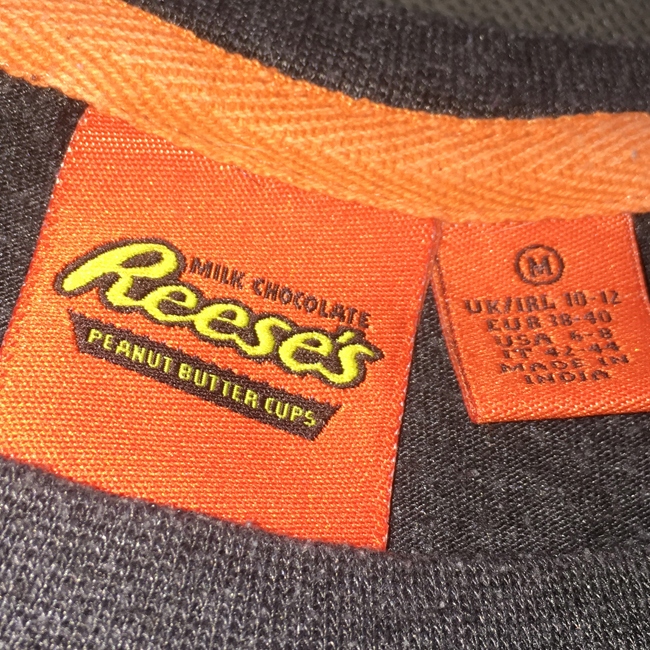 MILK CHOCOLATE
Reese's
PEANUT BUTTER CUPS
M
UK/IRL 10-12
EUR 38-40
USA 6-8
IT 42-44
MADE IN
INDIA